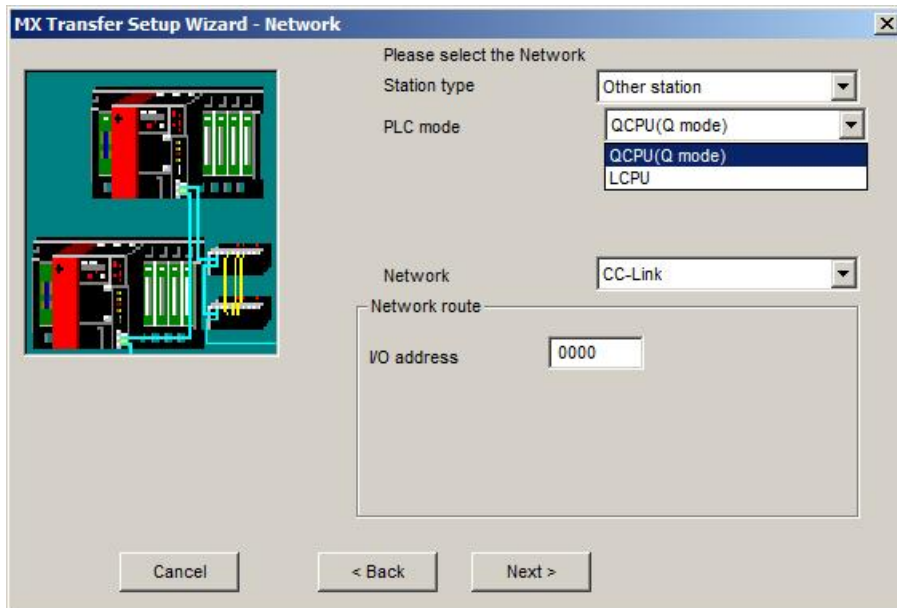 MX Transfer Setup Wizard - Network
Please select the Network
Station type Other station
PLC mode QCPU(Q mode)
QCPU(Q mode)
LCPU
Network CC-Link
Network route
I/O address 0000
Cancel < Back Next >